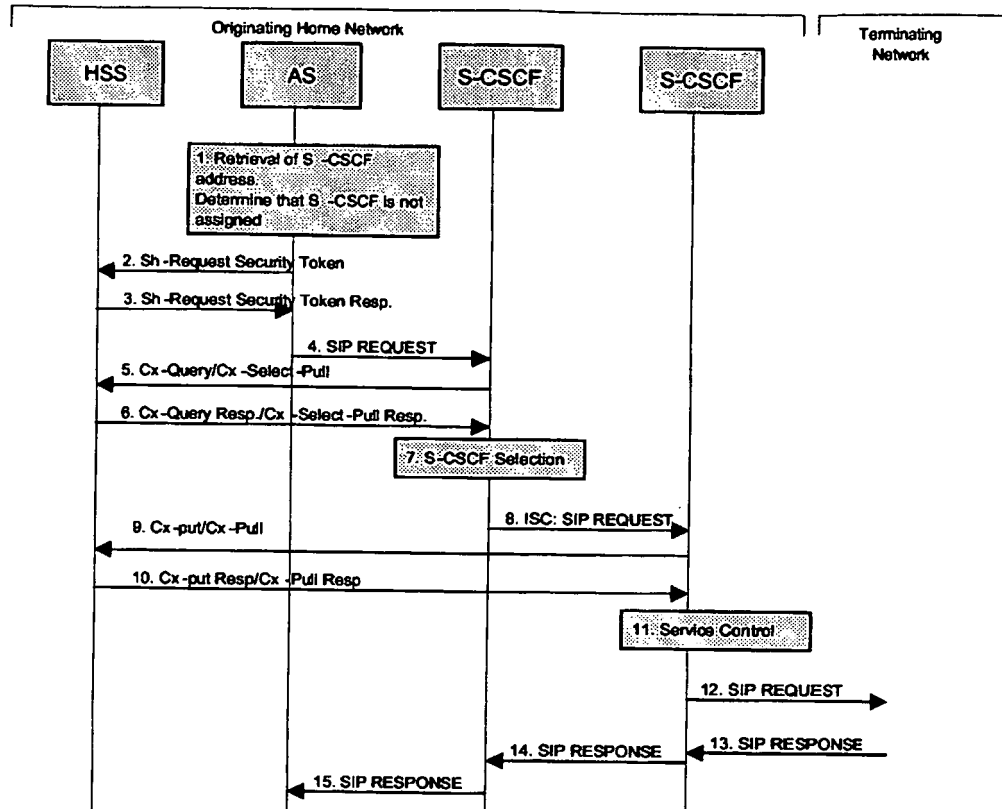 Originating Home Network
Terminating
Network
HSS
AS
S-CSCF
S-CSCF
1. Retrieval of S -CSCF
address.
Determine that S -CSCF is not
assigned
2. Sh -Request Security Token
3. Sh -Request Security Token Resp.
4. SIP REQUEST
5. Cx -Query/Cx -Select -Pull
6. Cx -Query Resp./Cx -Select -Pull Resp.
7. S-CSCF Selection
8. ISC: SIP REQUEST
9. Cx -put/Cx -Pull
10. Cx -put Resp/Cx -Pull Resp
11. Service Control
12. SIP REQUEST
13. SIP RESPONSE
14. SIP RESPONSE
15. SIP RESPONSE